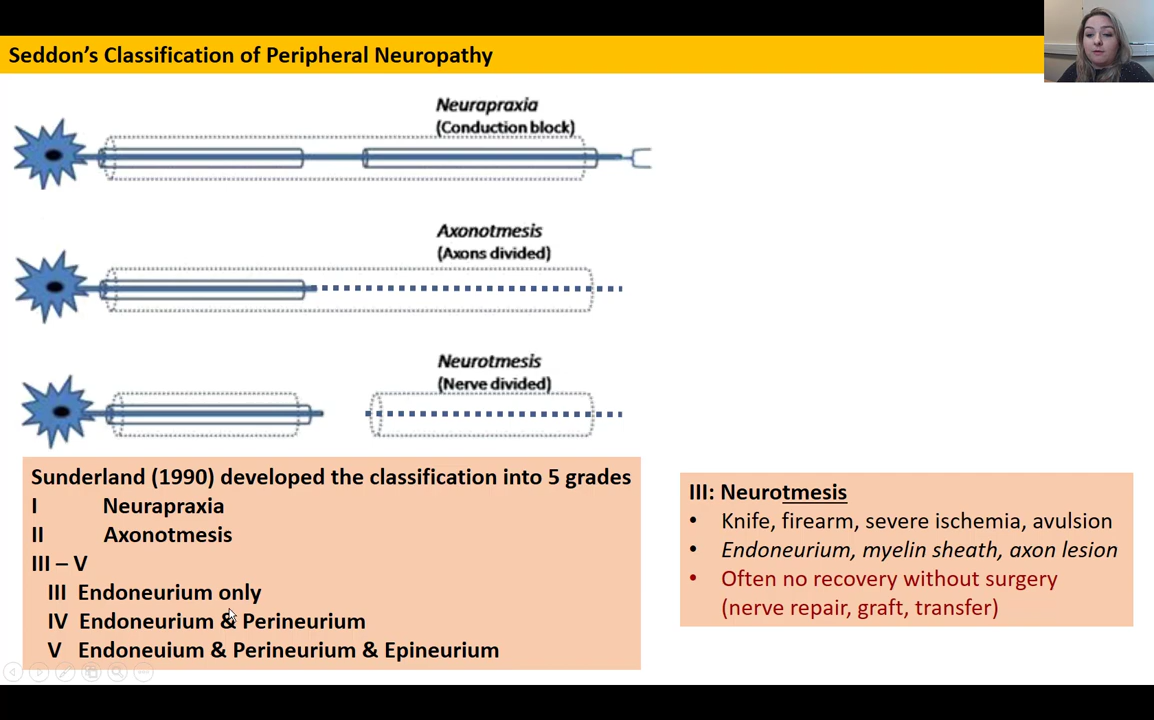 Seddon's Classification of Peripheral Neuropathy
Neurapraxia
(Conduction block)
Axonotmesis
(Axons divided)
Neurotmesis
(Nerve divided)
Sunderland (1990) developed the classification into 5 grades
I Neurapraxia
II Axonotmesis
III – V
III Endoneurium only
IV Endoneurium & Perineurium
V Endoneuium & Perineurium & Epineurium
III: Neurotmesis
• Knife, firearm, severe ischemia, avulsion
• Endoneurium, myelin sheath, axon lesion
• Often no recovery without surgery
(nerve repair, graft, transfer)